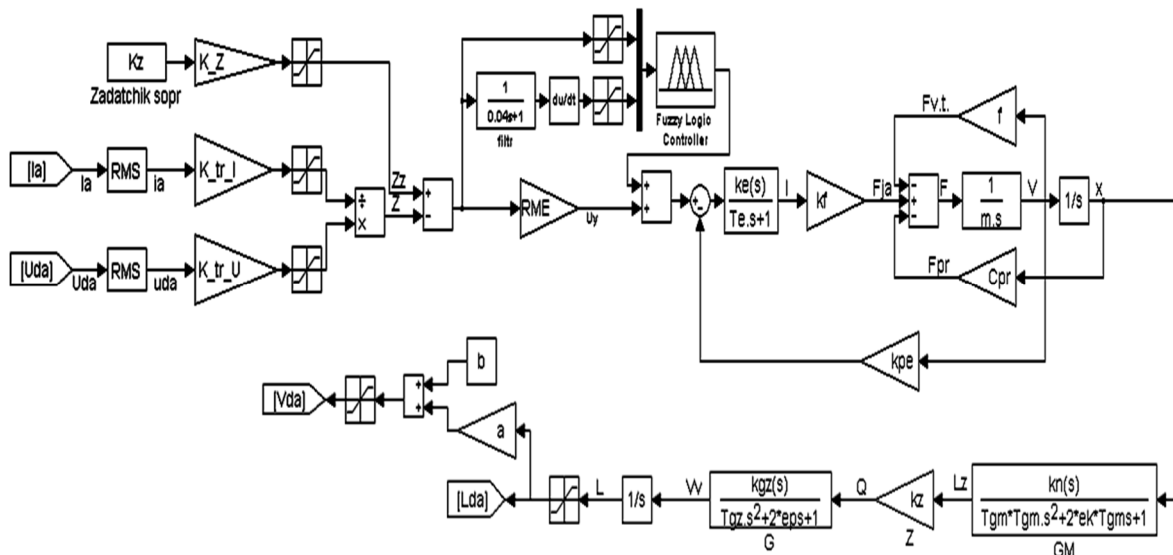 Kz
K_Z
Zadatchik sopr
[Ia]
Ia
RMS
ia
K_tr_I
÷
×
[Uda]
Uda
RMS
uda
K_tr_U
Zz
Z
+
-
1
0.04s+1
filtr
du/dt
Fuzzy Logic
Controller
RME
Uy
+
+
+
-
ke(s)
Te.s+1
I
kf
Fja
-
+
-
F
1
m.s
V
1/s
x
Fv.t.
f
Fpr
Cpr
kpe
b
+
+
[Vda]
a
[Lda]
L
1/s
W
kgz(s)
Tgz.s²+2*eps+1
G
Q
kz
Z
Lz
kn(s)
Tgm*Tgm.s²+2*ek*Tgms+1
GM